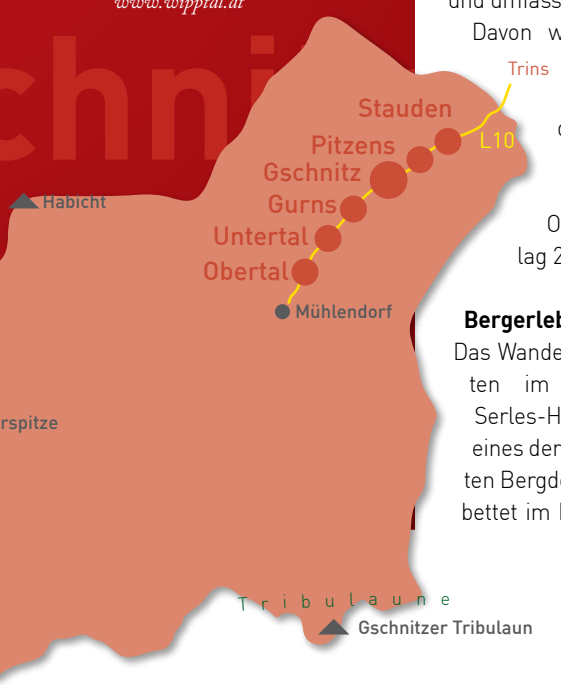 www.wipptal.at
chni
Trins
Stauden
L10
Pitzens
Gschnitz
Habicht
Gurns
Untertal
Obertal
Mühlendorf
rspitze
Tribulaune
Gschnitzer Tribulaun
und umfass
Davon w
O
lag 2
Bergerleb
Das Wande
ten im
Serles-H
eines der
ten Bergd
bettet im